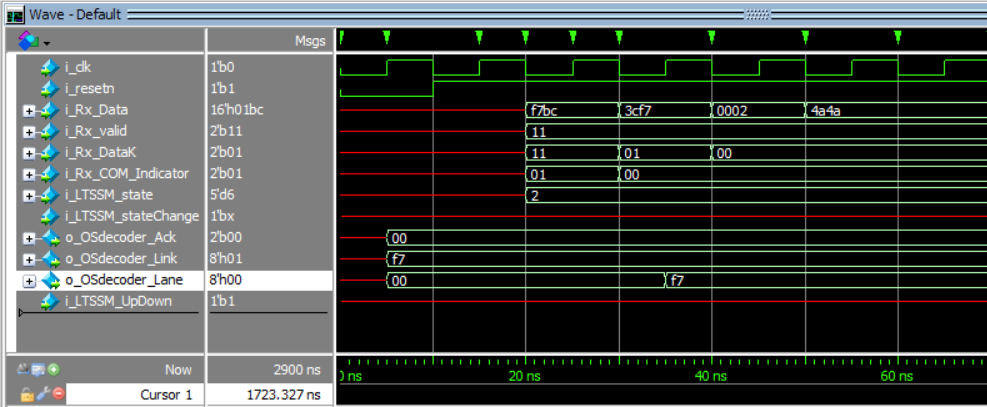 Wave - Default
Msgs
i_clk 1'b0
i_resetn 1'b1
i_Rx_Data 16'h01bc f7bc 3cf7 0002 4a4a
i_Rx_valid 2'b11 11
i_Rx_DataK 2'b01 11 01 00
i_Rx_COM_Indicator 2'b01 01 00
i_LTSSM_state 5'd6 2
i_LTSSM_stateChange 1'bx
o_OSdecoder_Ack 2'b00 00
o_OSdecoder_Link 8'h01 f7
o_OSdecoder_Lane 8'h00 00 f7
i_LTSSM_UpDown 1'b1
Now 2900 ns 0 ns 20 ns 40 ns 60 ns
Cursor 1 1723.327 ns